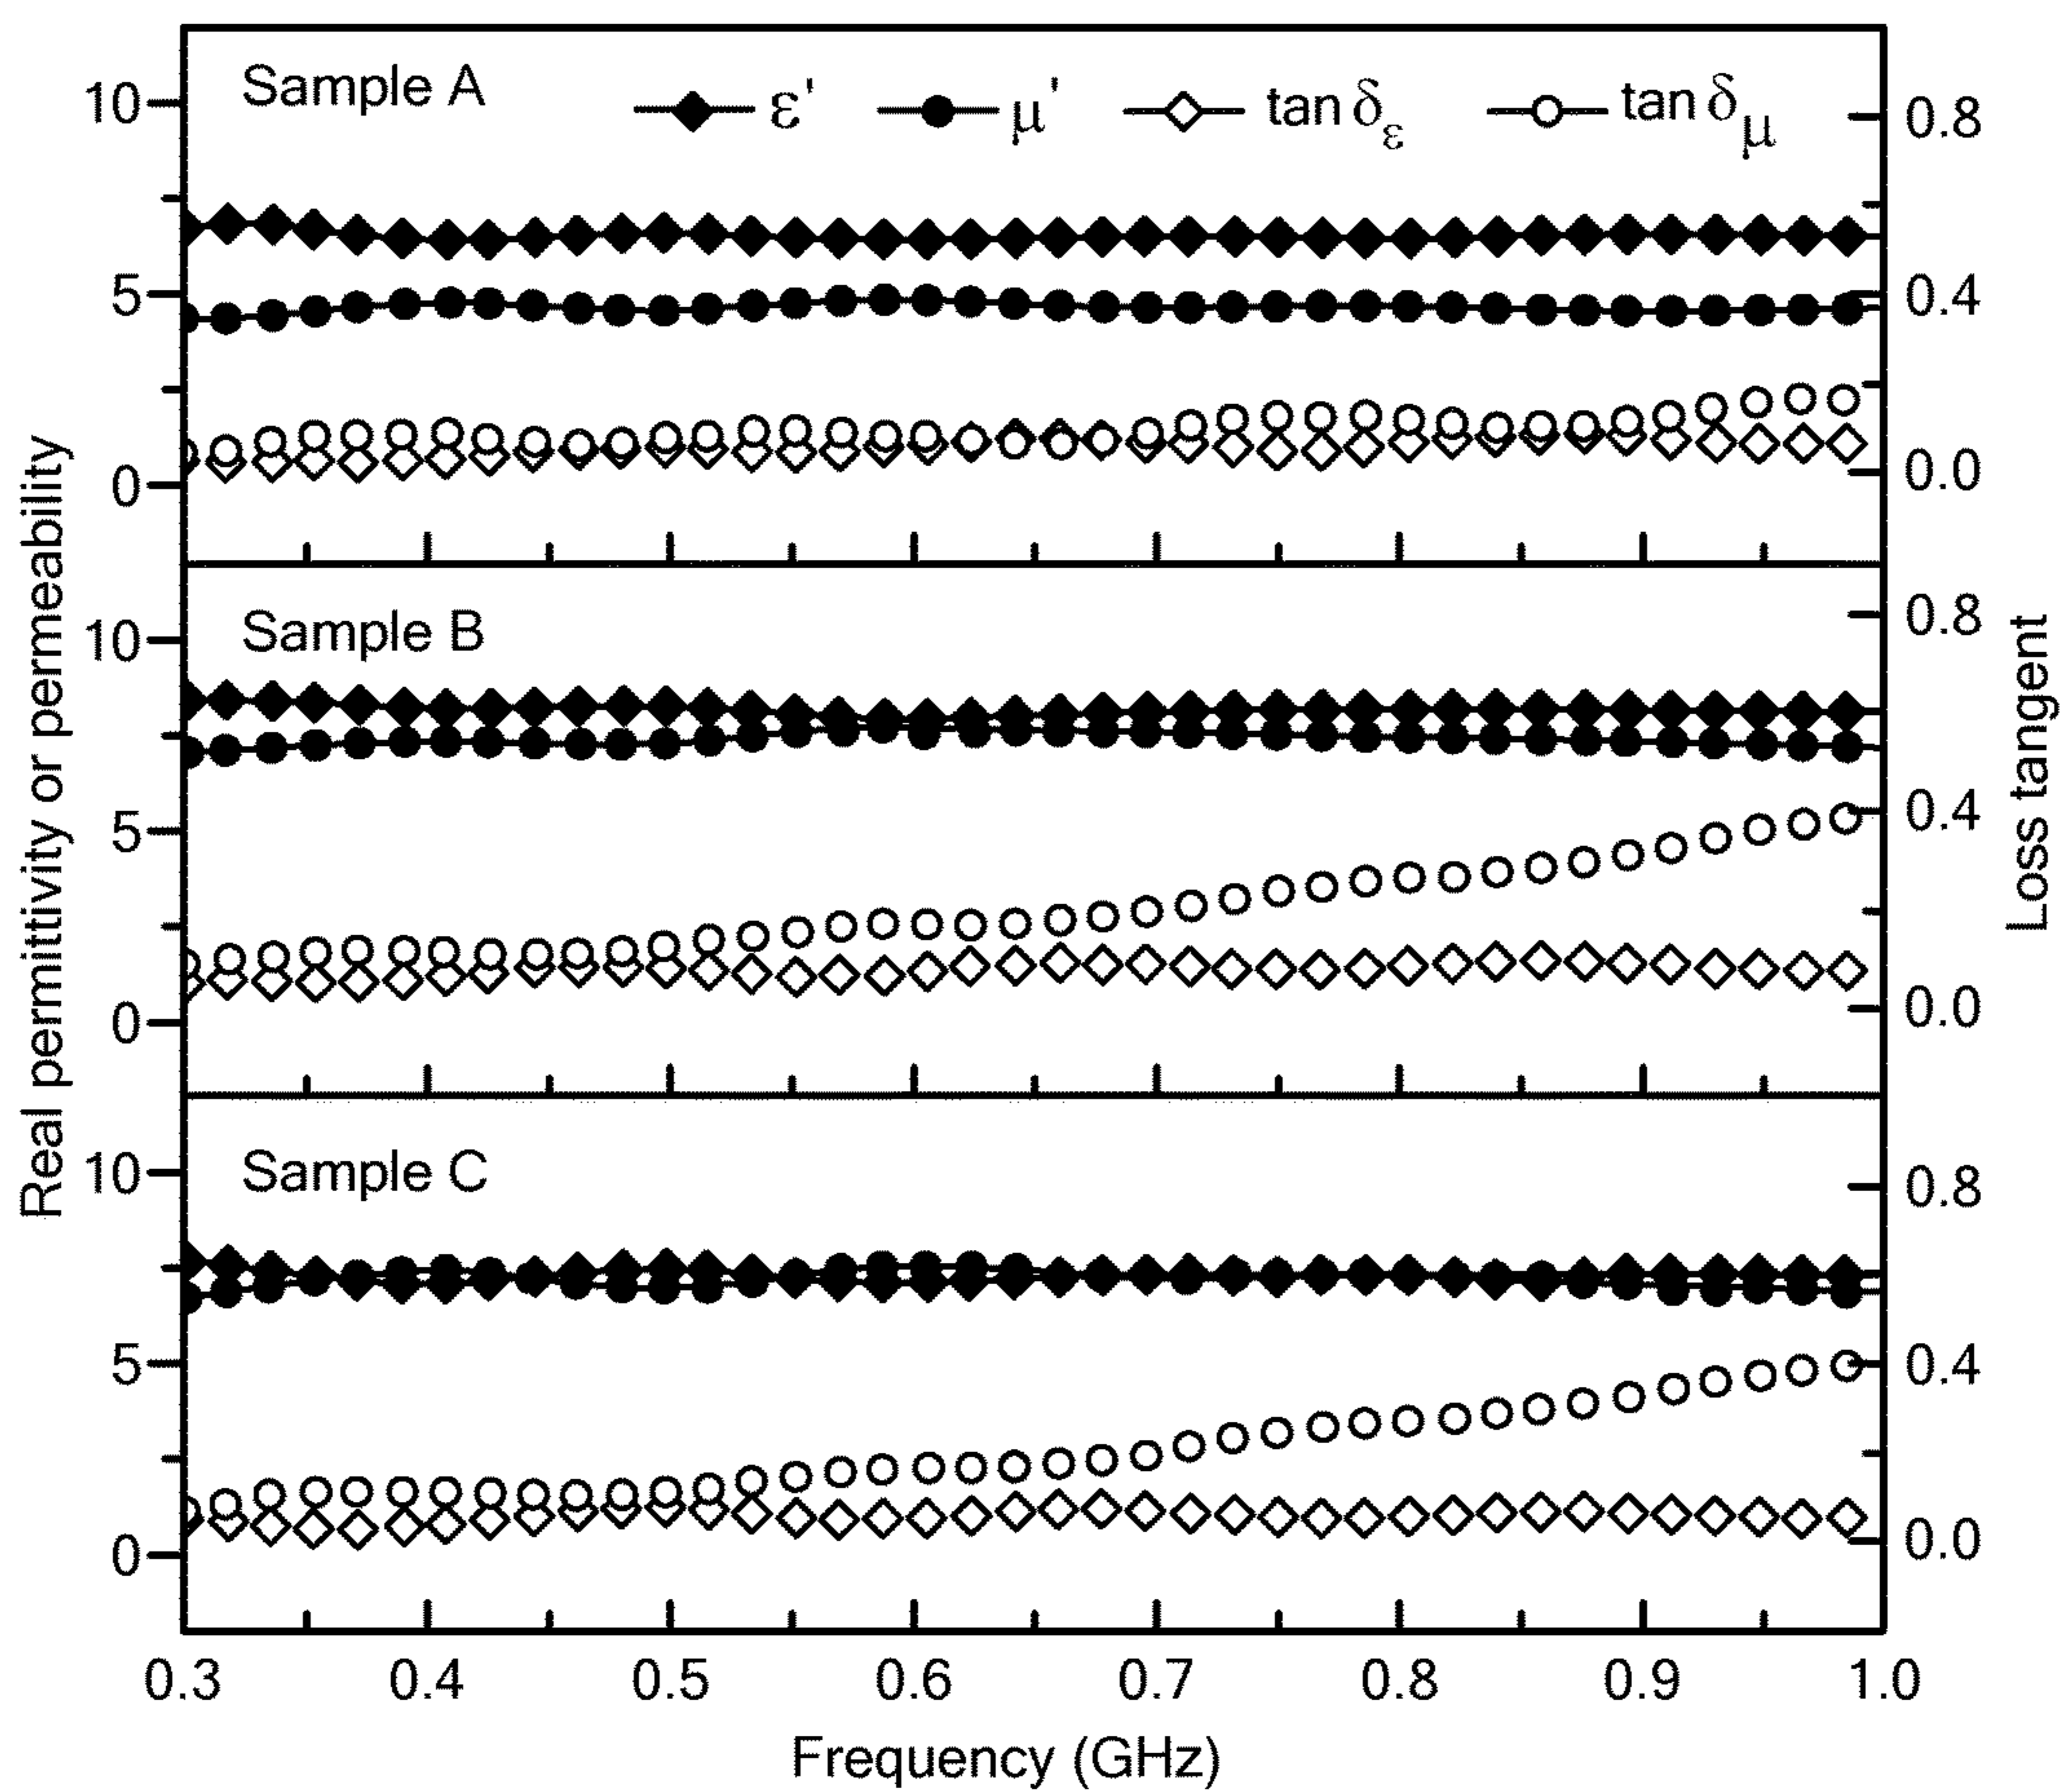 Sample A
ε'
μ'
tan δε
tan δμ
10
5
0
0.8
0.4
0.0
Sample B
10
5
0
0.8
0.4
0.0
Sample C
10
5
0
0.8
0.4
0.0
Real permittivity or permeability
Loss tangent
0.3 0.4 0.5 0.6 0.7 0.8 0.9 1.0
Frequency (GHz)